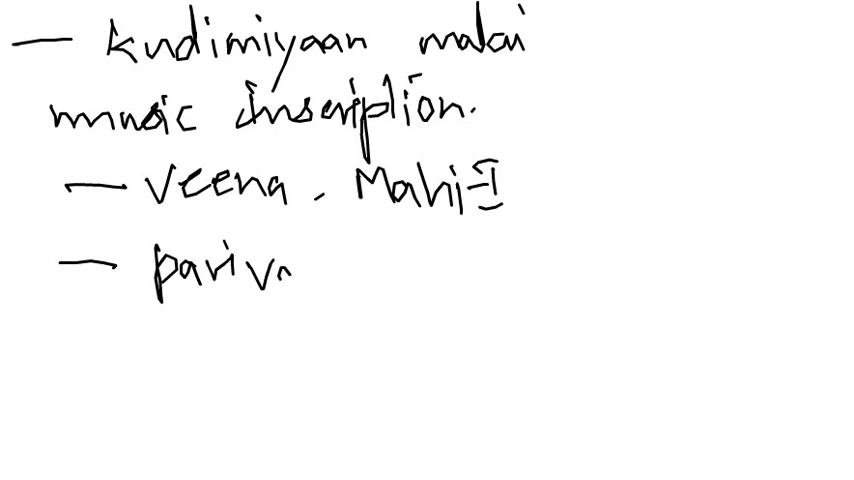 — Kudimiyaan malai
music Inscription.
— Veena . Mahi-I
— pariva